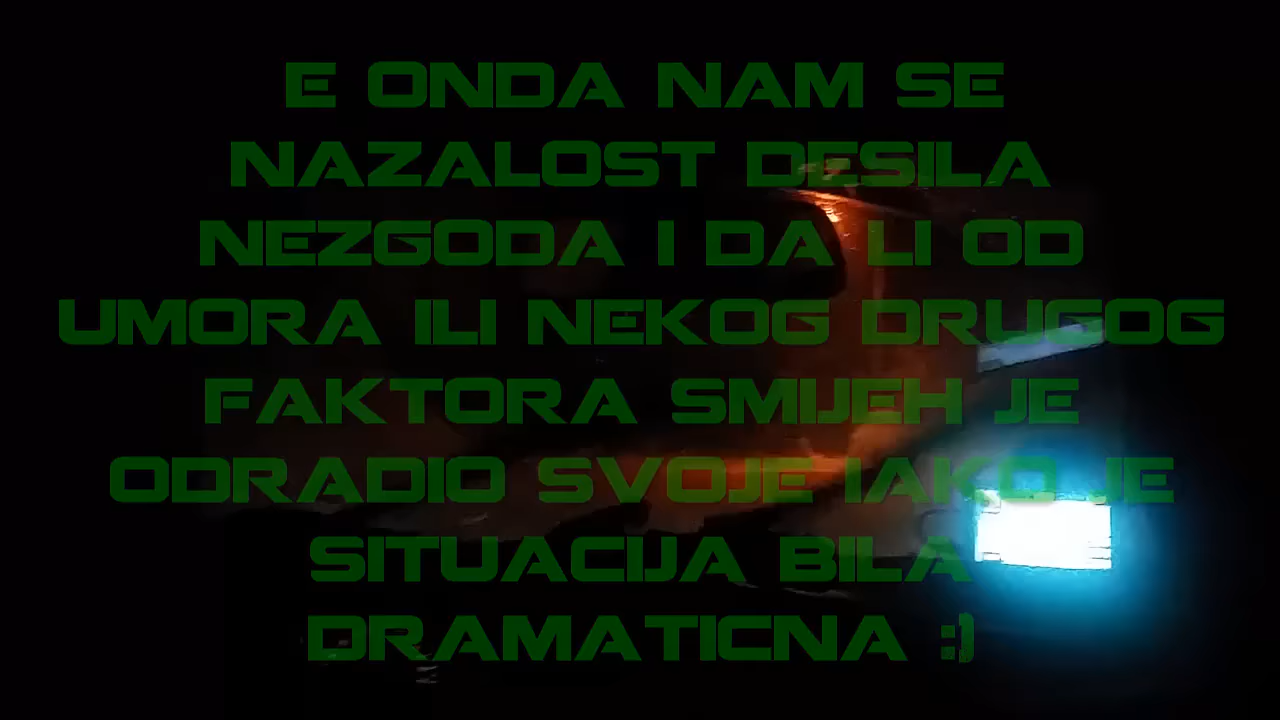 E ONDA NAM SE
NAZALOST DESILA
NEZGODA I DA LI OD
UMORA ILI NEKOG DRUGOG
FAKTORA SMIJEH JE
ODRADIO SVOJE IAKO JE
SITUACIJA BILA
DRAMATICNA :)